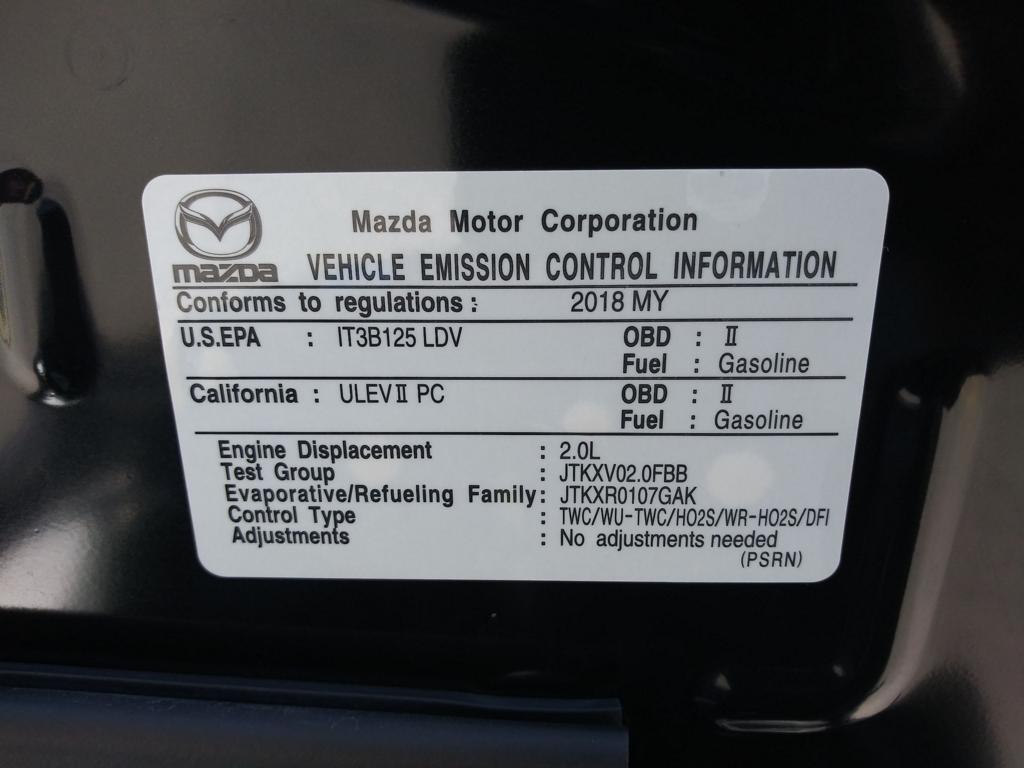 Mazda Motor Corporation
mazda VEHICLE EMISSION CONTROL INFORMATION
Conforms to regulations : 2018 MY
U.S.EPA : IT3B125 LDV OBD : II
Fuel : Gasoline
California : ULEV II PC OBD : II
Fuel : Gasoline
Engine Displacement : 2.0L
Test Group : JTKXV02.0FBB
Evaporative/Refueling Family : JTKXR0107GAK
Control Type : TWC/WU-TWC/HO2S/WR-HO2S/DFI
Adjustments : No adjustments needed
(PSRN)